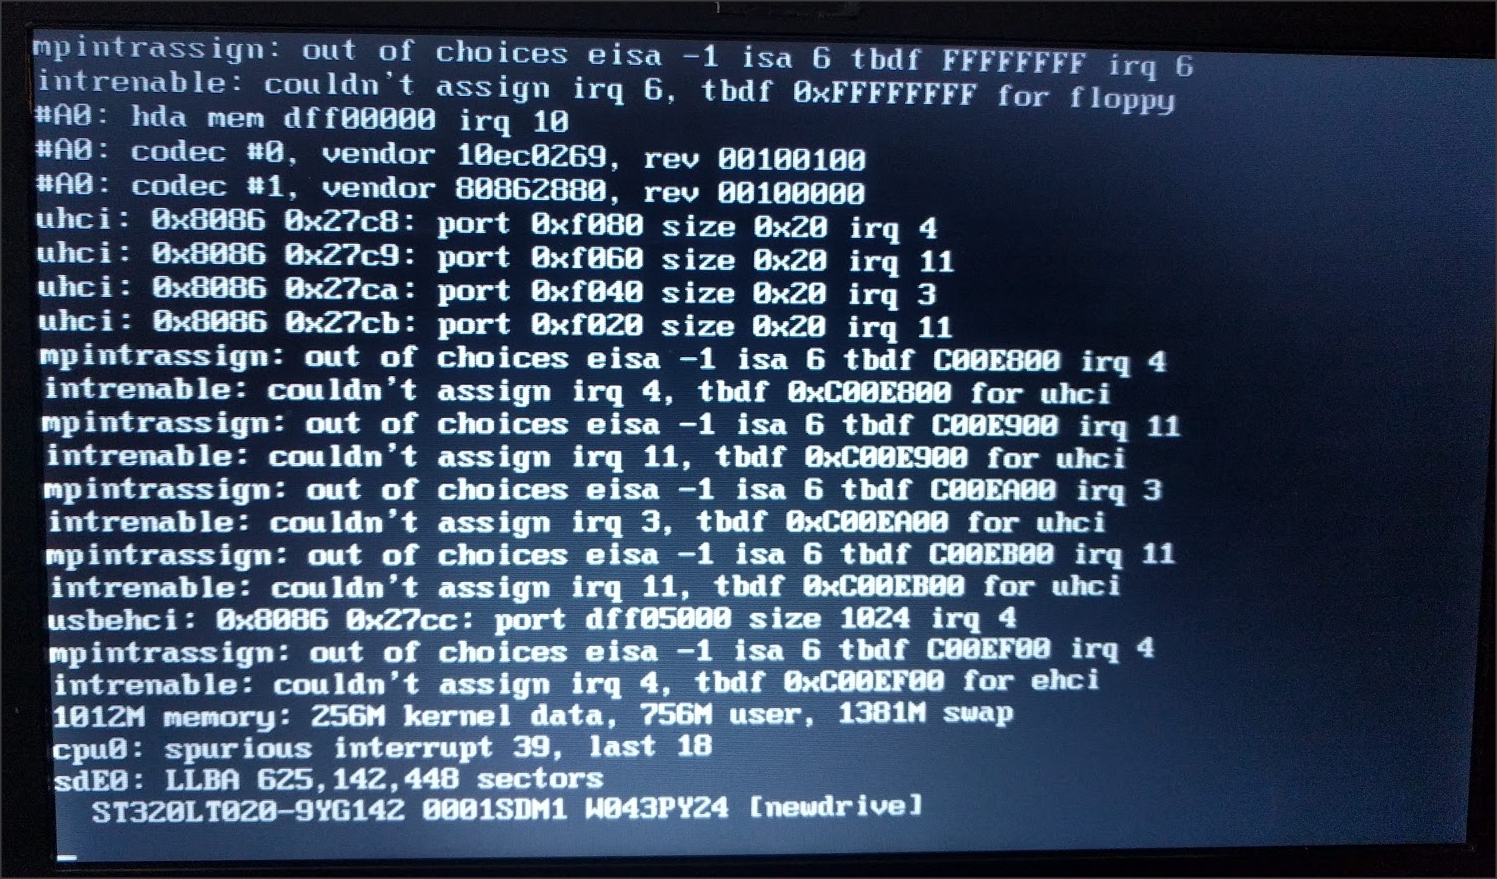 mpintrassign: out of choices eisa -1 isa 6 tbdf FFFFFFFF irq 6
intrenable: couldn't assign irq 6, tbdf 0xFFFFFFFF for floppy
#A0: hda mem dff00000 irq 10
#A0: codec #0, vendor 10ec0269, rev 00100100
#A0: codec #1, vendor 80862880, rev 00100000
uhci: 0x8086 0x27c8: port 0xf080 size 0x20 irq 4
uhci: 0x8086 0x27c9: port 0xf060 size 0x20 irq 11
uhci: 0x8086 0x27ca: port 0xf040 size 0x20 irq 3
uhci: 0x8086 0x27cb: port 0xf020 size 0x20 irq 11
mpintrassign: out of choices eisa -1 isa 6 tbdf C00E800 irq 4
intrenable: couldn't assign irq 4, tbdf 0xC00E800 for uhci
mpintrassign: out of choices eisa -1 isa 6 tbdf C00E900 irq 11
intrenable: couldn't assign irq 11, tbdf 0xC00E900 for uhci
mpintrassign: out of choices eisa -1 isa 6 tbdf C00EA00 irq 3
intrenable: couldn't assign irq 3, tbdf 0xC00EA00 for uhci
mpintrassign: out of choices eisa -1 isa 6 tbdf C00EB00 irq 11
intrenable: couldn't assign irq 11, tbdf 0xC00EB00 for uhci
usbehci: 0x8086 0x27cc: port dff05000 size 1024 irq 4
mpintrassign: out of choices eisa -1 isa 6 tbdf C00EF00 irq 4
intrenable: couldn't assign irq 4, tbdf 0xC00EF00 for ehci
1012M memory: 256M kernel data, 756M user, 1381M swap
cpu0: spurious interrupt 39, last 18
sdE0: LLBA 625,142,448 sectors
ST320LT020-9YG142 0001SDM1 W043PY24 [newdrive]